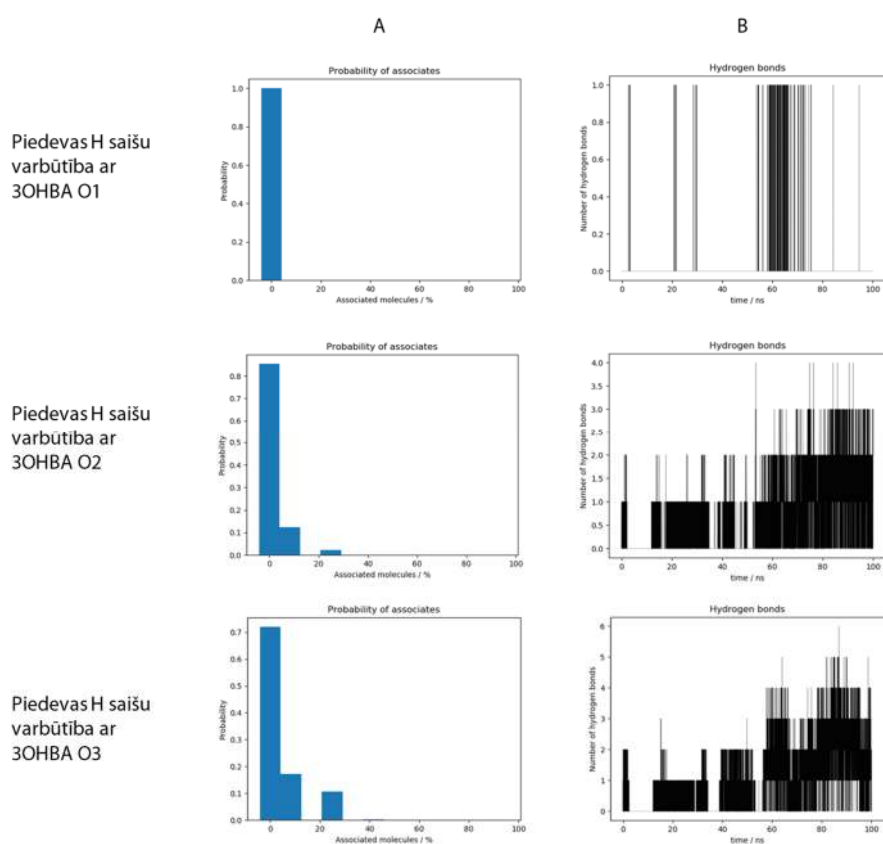 A
B
Piedevas H saišu
varbūtība ar
3OHBA O1
Probability of associates
1.0
0.8
0.6
0.4
0.2
0.0
Probability
0 20 40 60 80 100
Associated molecules / %
Hydrogen bonds
1.0
0.8
0.6
0.4
0.2
0.0
Number of hydrogen bonds
0 20 40 60 80 100
time / ns
Piedevas H saišu
varbūtība ar
3OHBA O2
Probability of associates
0.8
0.7
0.6
0.5
0.4
0.3
0.2
0.1
0.0
Probability
0 20 40 60 80 100
Associated molecules / %
Hydrogen bonds
4.0
3.5
3.0
2.5
2.0
1.5
1.0
0.5
0.0
Number of hydrogen bonds
0 20 40 60 80 100
time / ns
Piedevas H saišu
varbūtība ar
3OHBA O3
Probability of associates
0.7
0.6
0.5
0.4
0.3
0.2
0.1
0.0
Probability
0 20 40 60 80 100
Associated molecules / %
Hydrogen bonds
6
5
4
3
2
1
0
Number of hydrogen bonds
0 20 40 60 80 100
time / ns